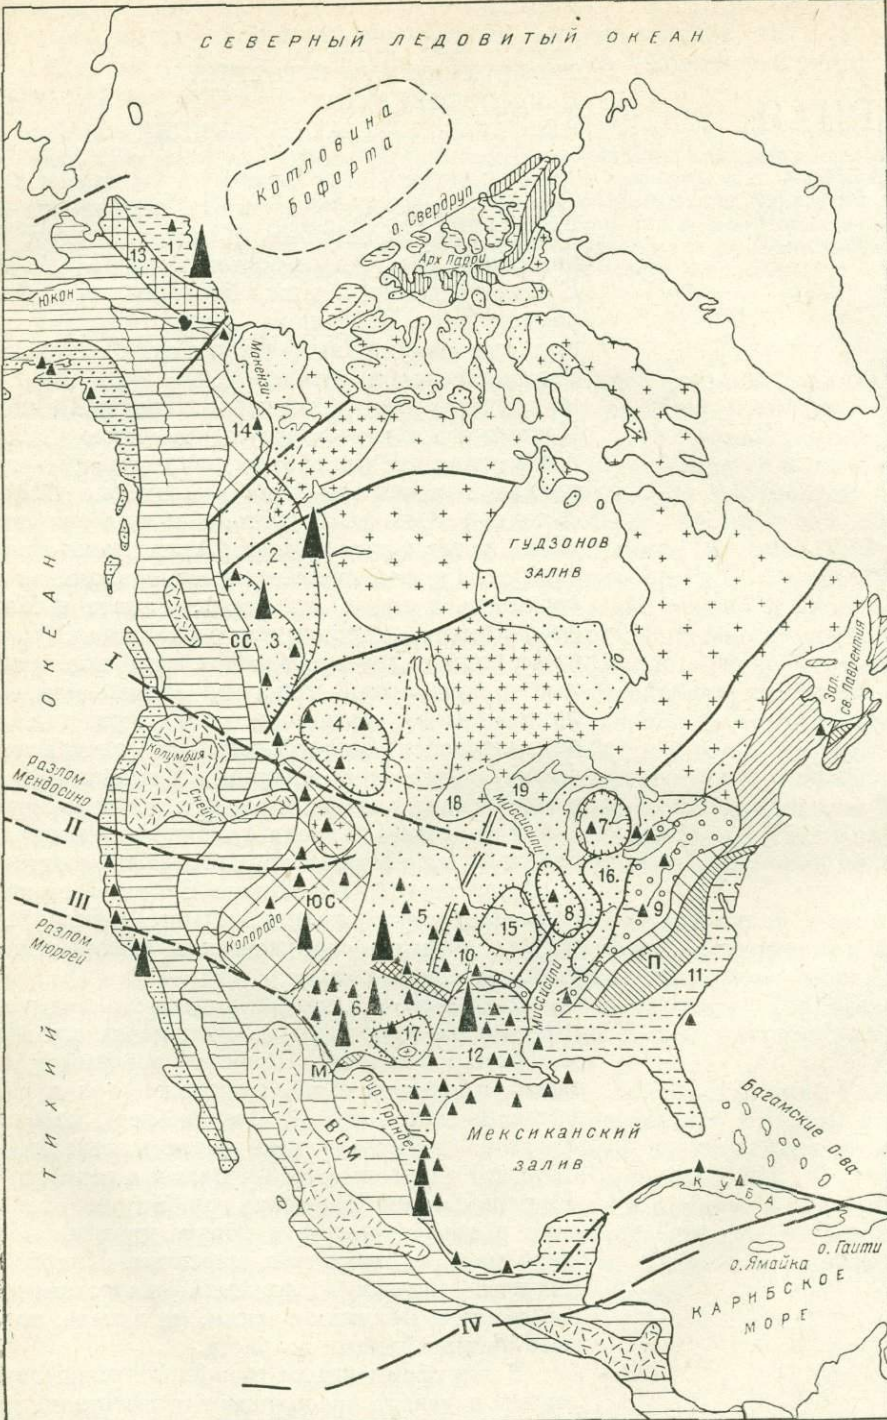 СЕВЕРНЫЙ ЛЕДОВИТЫЙ ОКЕАН
Котловина
Бофорта
о. Свердруп
Арх Парри
1
13
ЮКОН
Макензи
14
2
ГУДЗОНОВ
ЗАЛИВ
СС
3
Зал.
св. Лаврентия
I
4
Колумбия
Снейк
разлом
Мендосино
II
18
19
Миссисипи
7
16
III
ЮС
Колорадо
5
8
9
15
Разлом
Мюррей
10
П
11
Миссисипи
6
17
12
М
Рио-Гранде
ВСМ
ТИХИЙ
ОКЕАН
Мексиканский
ЗАЛИВ
Багамские о-ва
КУБА
о. Гаити
о. Ямайка
КАРИБСКОЕ
МОРЕ
IV